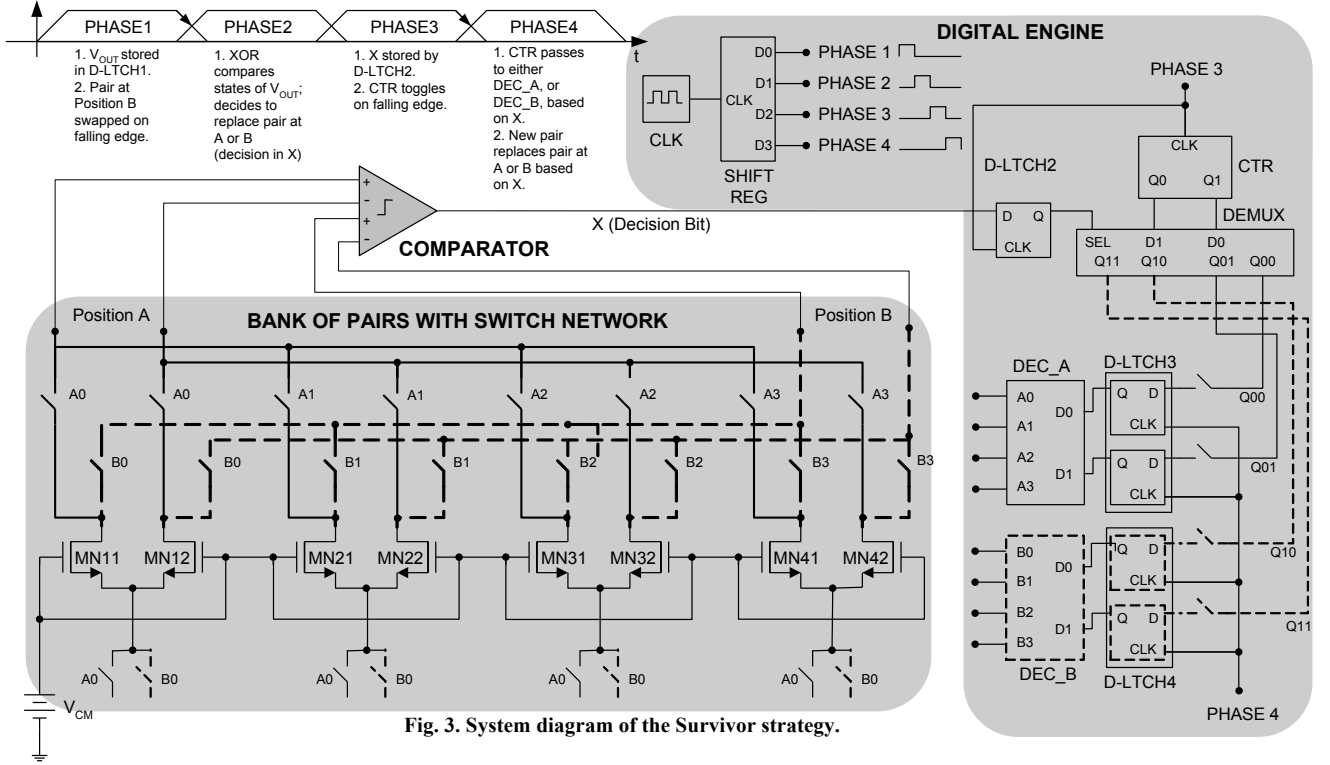 PHASE1
PHASE2
PHASE3
PHASE4
t
1. VOUT stored
in D-LTCH1.
2. Pair at
Position B
swapped on
falling edge.
1. XOR
compares
states of VOUT;
decides to
replace pair at
A or B
(decision in X)
1. X stored by
D-LTCH2.
2. CTR toggles
on falling edge.
1. CTR passes
to either
DEC_A, or
DEC_B, based
on X.
2. New pair
replaces pair at
A or B based
on X.
DIGITAL ENGINE
CLK
CLK
D0
D1
D2
D3
SHIFT
REG
PHASE 1
PHASE 2
PHASE 3
PHASE 4
PHASE 3
CLK
Q0 Q1
CTR
D-LTCH2
D Q
CLK
DEMUX
SEL D1 D0
Q11 Q10 Q01 Q00
+
-
+
-
COMPARATOR
X (Decision Bit)
Position A
BANK OF PAIRS WITH SWITCH NETWORK
Position B
A0 A0 A1 A1 A2 A2 A3 A3
B0 B0 B1 B1 B2 B2 B3 B3
MN11 MN12 MN21 MN22 MN31 MN32 MN41 MN42
A0 B0 A0 B0 A0 B0 A0 B0
VCM
DEC_A
A0
A1
A2
A3
D0
D1
D-LTCH3
Q D
CLK
Q D
CLK
Q00
Q01
B0
B1
B2
B3
D0
D1
DEC_B
Q D
CLK
Q D
CLK
D-LTCH4
Q10
Q11
PHASE 4
Fig. 3. System diagram of the Survivor strategy.